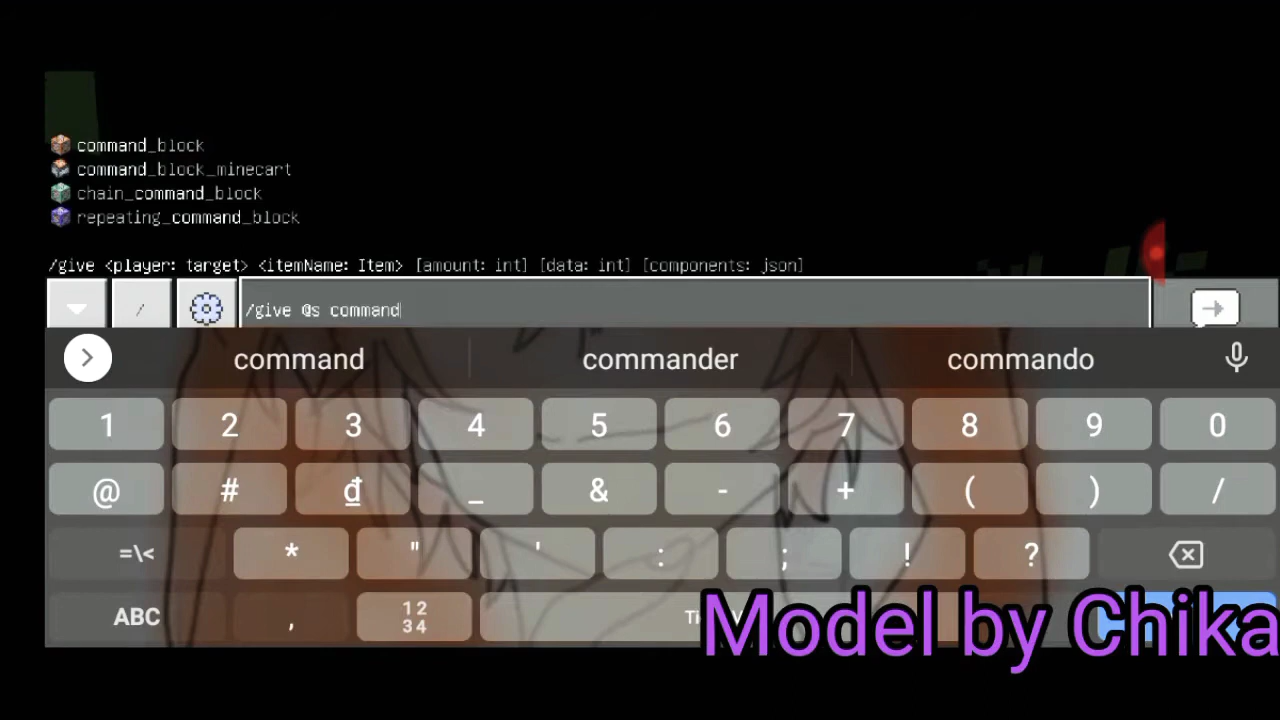 command_block
command_block_minecart
chain_command_block
repeating_command_block
/give <player: target> <itemName: Item> [amount: int] [data: int] [components: json]
/ /give @s command
command commander commando
1 2 3 4 5 6 7 8 9 0
@ # ₫ _ & - + ( ) /
=\< * " ' : ; ! ?
ABC , 12
34
Model by Chika